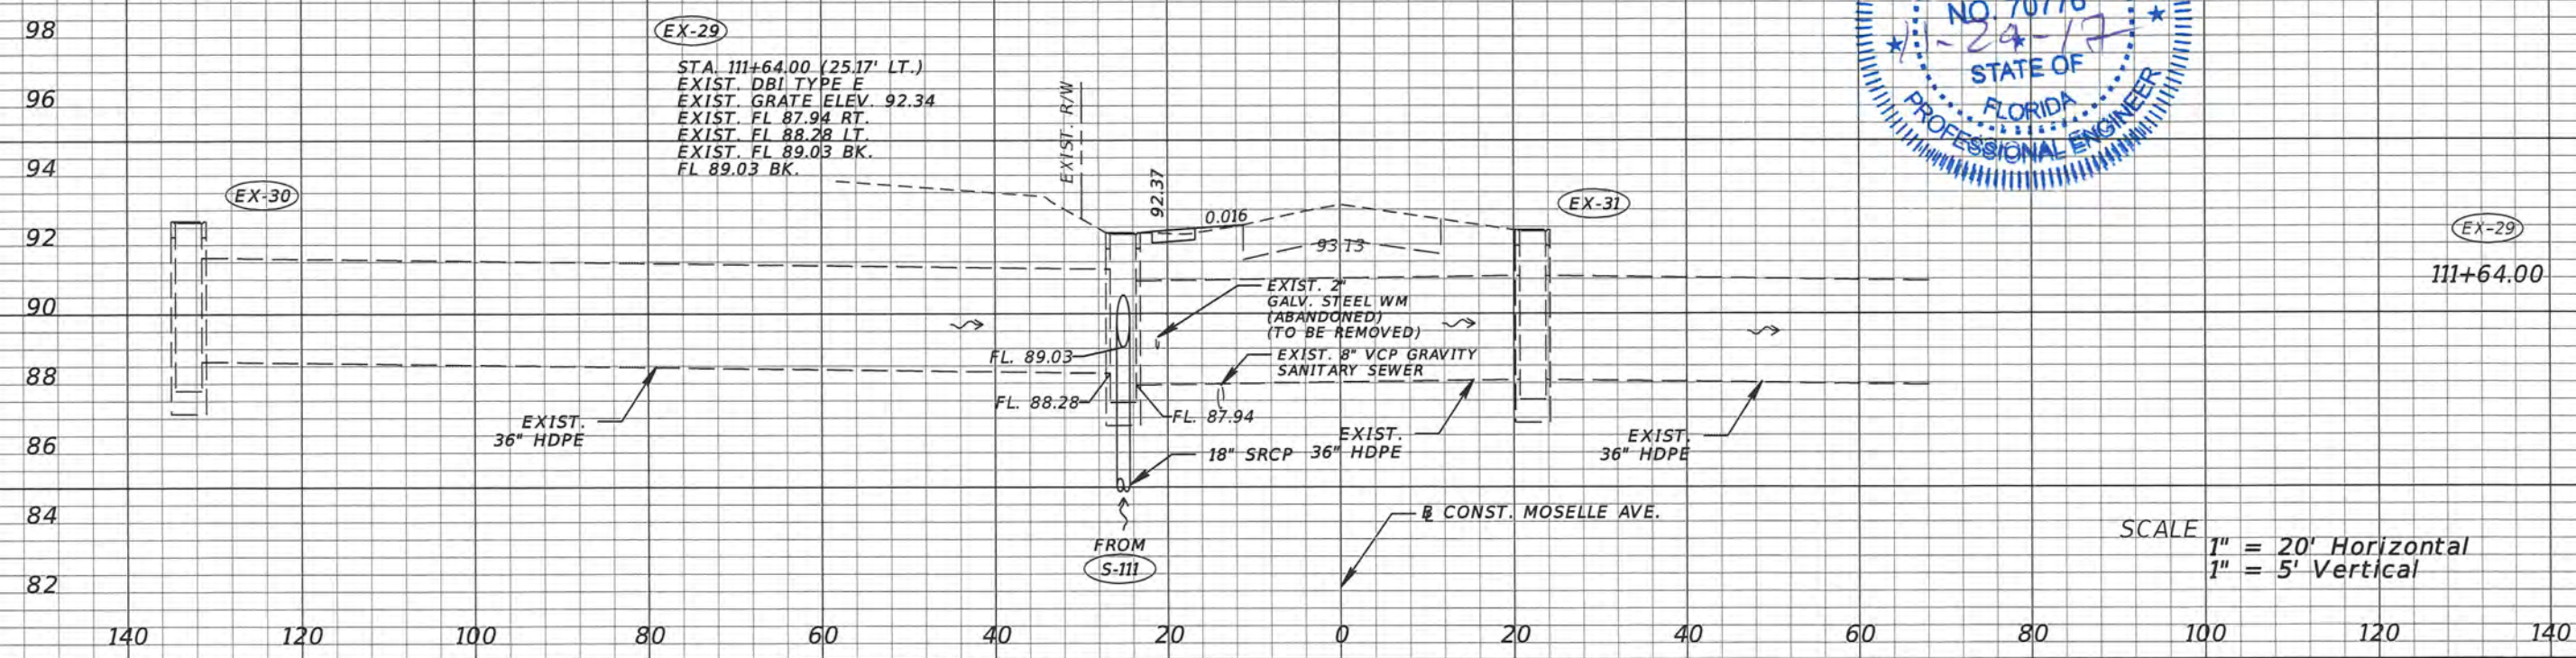 98
96
94
92
90
88
86
84
82
EX-29
STA. 111+64.00 (25.17' LT.)
EXIST. DBI TYPE E
EXIST. GRATE ELEV. 92.34
EXIST. FL 87.94 RT.
EXIST. FL 88.28 LT.
EXIST. FL 89.03 BK.
FL 89.03 BK.
EX-30
EXIST. R/W
92.37
0.016
93.13
EX-31
STATE OF
FLORIDA
PROFESSIONAL ENGINEER
11-29-17
EX-29
111+64.00
EXIST. 2"
GALV. STEEL WM
(ABANDONED)
(TO BE REMOVED)
FL. 89.03
EXIST. 8" VCP GRAVITY
SANITARY SEWER
FL. 88.28
FL. 87.94
EXIST.
36" HDPE
18" SRCP
EXIST.
36" HDPE
EXIST.
36" HDPE
FROM
S-111
℄ CONST. MOSELLE AVE.
SCALE
1" = 20' Horizontal
1" = 5' Vertical
140 120 100 80 60 40 20 0 20 40 60 80 100 120 140